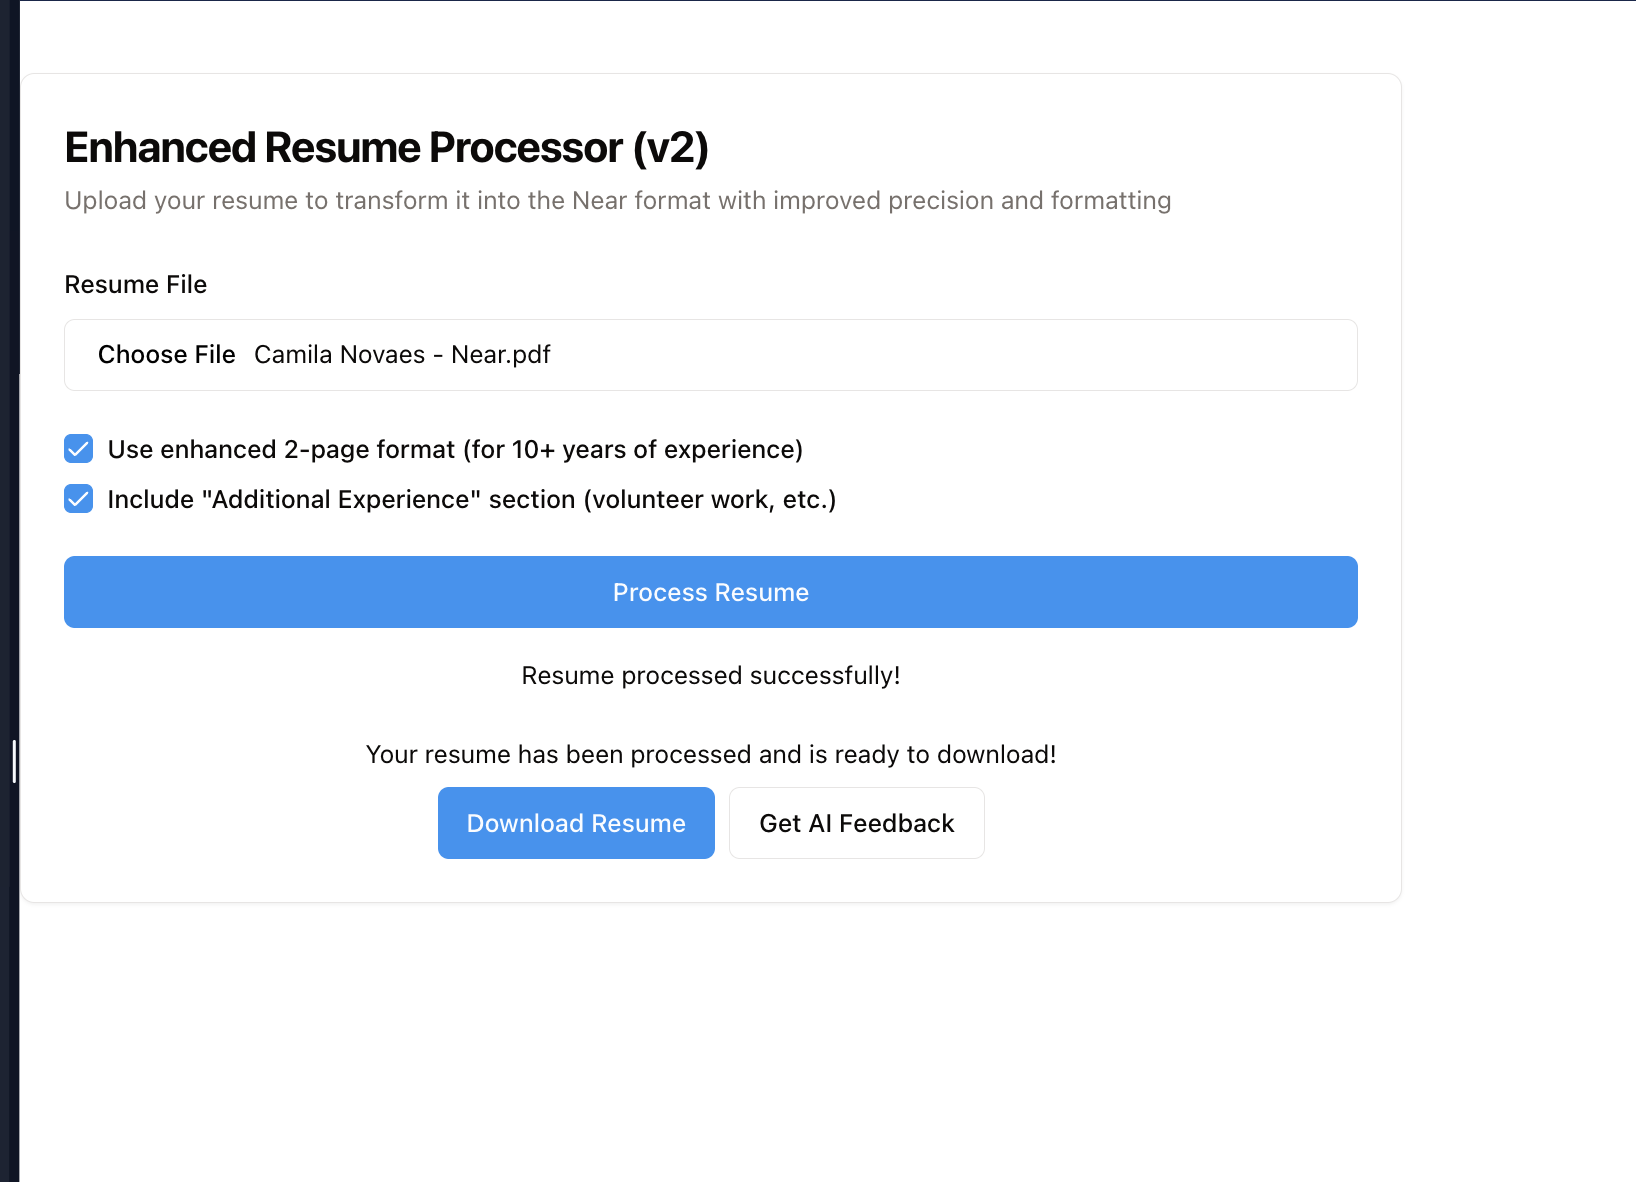 Enhanced Resume Processor (v2)
Upload your resume to transform it into the Near format with improved precision and formatting
Resume File
Choose File Camila Novaes - Near.pdf
Use enhanced 2-page format (for 10+ years of experience)
Include "Additional Experience" section (volunteer work, etc.)
Process Resume
Resume processed successfully!
Your resume has been processed and is ready to download!
Download Resume Get AI Feedback